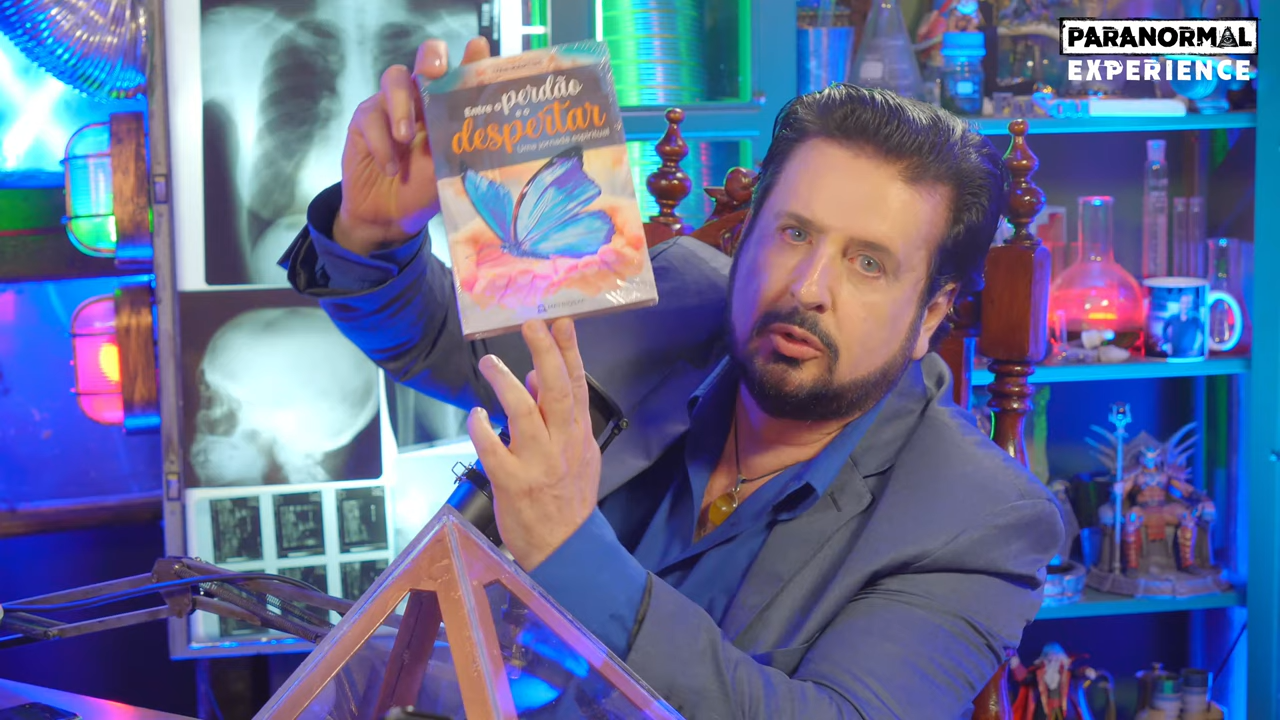 PARANORMAL
EXPERIENCE
Entre o perdão
e o
despertar
Uma jornada espiritual